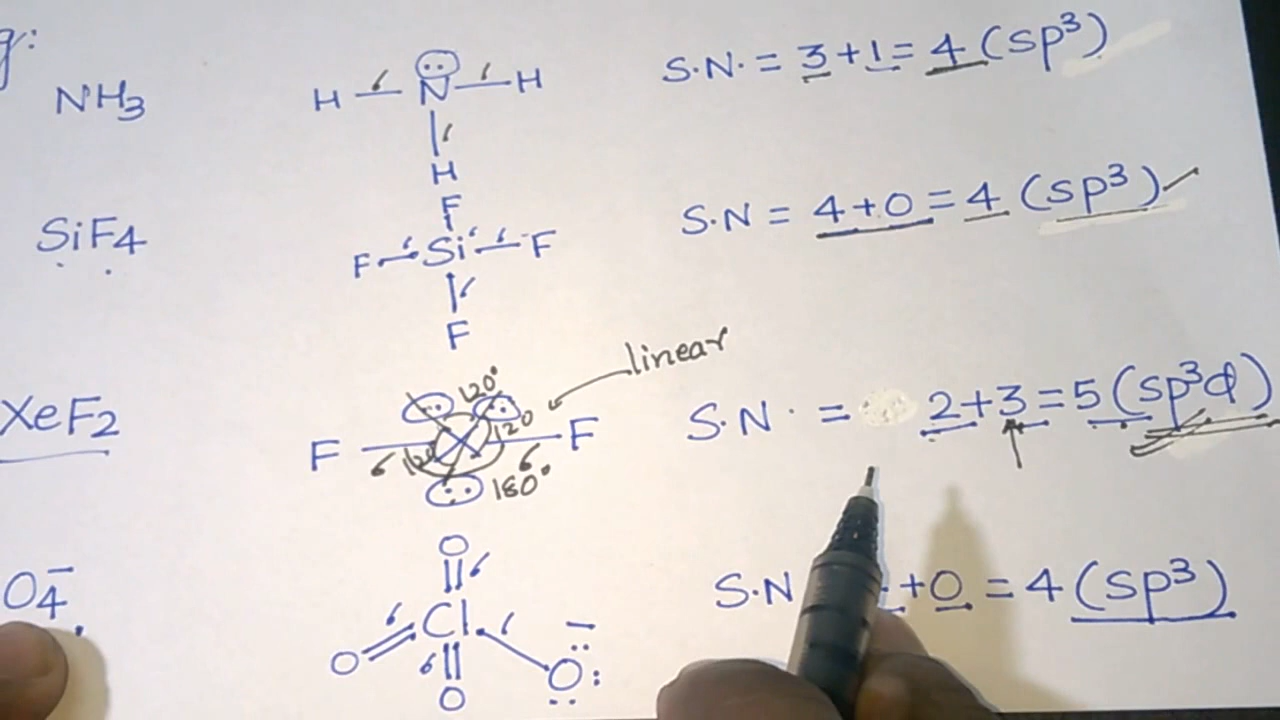 g:
NH3
H — N̈ — H
H
S.N. = 3+1 = 4 (sp³)
SiF4
F
F — Si — F
F
S.N = 4+0 = 4 (sp³)
linear
XeF2
120°
120
F F
180°
S.N. = 2+3 = 5 (sp³d)
O4⁻
O
Cl
O O⁻
O
S.N +0 = 4 (sp³)